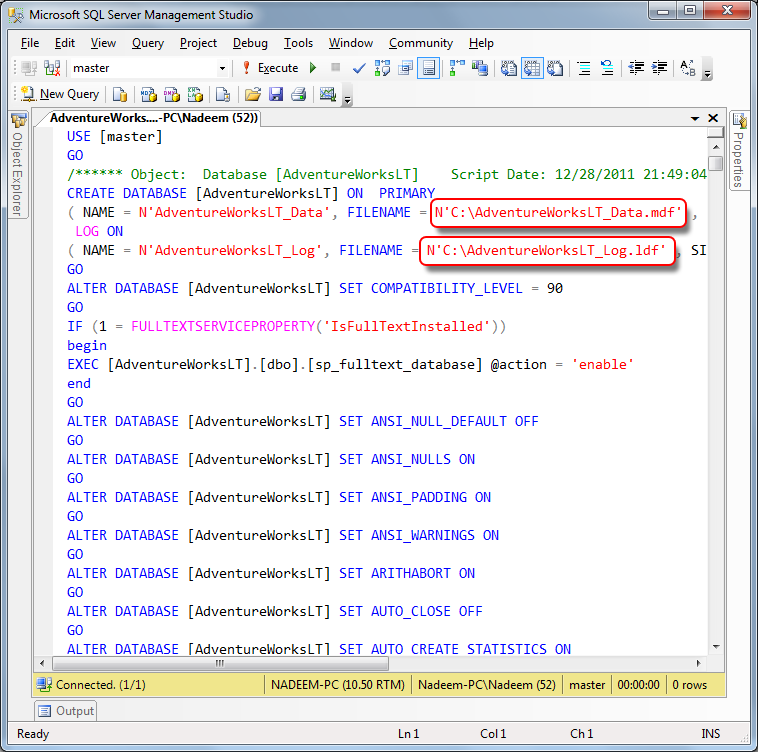 Microsoft SQL Server Management Studio
File Edit View Query Project Debug Tools Window Community Help
master Execute
New Query
AdventureWorks....-PC\Nadeem (52))
Object Explorer
Properties
USE [master]
GO
/****** Object:  Database [AdventureWorksLT]    Script Date: 12/28/2011 21:49:04
CREATE DATABASE [AdventureWorksLT] ON  PRIMARY
( NAME = N'AdventureWorksLT_Data', FILENAME = N'C:\AdventureWorksLT_Data.mdf' ,
 LOG ON
( NAME = N'AdventureWorksLT_Log', FILENAME = N'C:\AdventureWorksLT_Log.ldf' , SI
GO
ALTER DATABASE [AdventureWorksLT] SET COMPATIBILITY_LEVEL = 90
GO
IF (1 = FULLTEXTSERVICEPROPERTY('IsFullTextInstalled'))
begin
EXEC [AdventureWorksLT].[dbo].[sp_fulltext_database] @action = 'enable'
end
GO
ALTER DATABASE [AdventureWorksLT] SET ANSI_NULL_DEFAULT OFF
GO
ALTER DATABASE [AdventureWorksLT] SET ANSI_NULLS ON
GO
ALTER DATABASE [AdventureWorksLT] SET ANSI_PADDING ON
GO
ALTER DATABASE [AdventureWorksLT] SET ANSI_WARNINGS ON
GO
ALTER DATABASE [AdventureWorksLT] SET ARITHABORT ON
GO
ALTER DATABASE [AdventureWorksLT] SET AUTO_CLOSE OFF
GO
ALTER DATABASE [AdventureWorksLT] SET AUTO_CREATE_STATISTICS ON
Connected. (1/1) NADEEM-PC (10.50 RTM) Nadeem-PC\Nadeem (52) master 00:00:00 0 rows
Output
Ready Ln 1 Col 1 Ch 1 INS